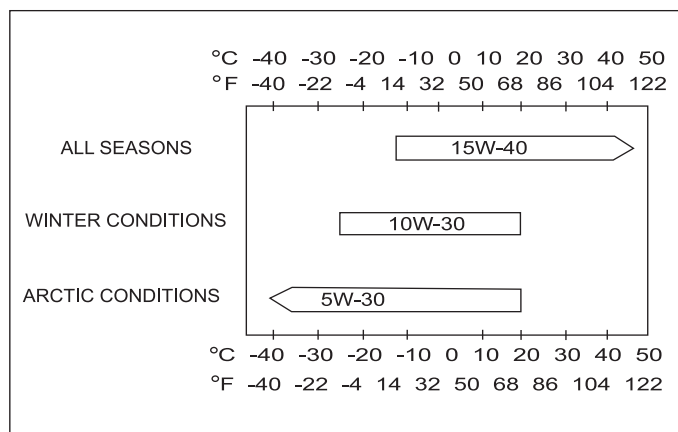 °C -40 -30 -20 -10 0 10 20 30 40 50
°F -40 -22 -4 14 32 50 68 86 104 122
ALL SEASONS 15W-40
WINTER CONDITIONS 10W-30
ARCTIC CONDITIONS 5W-30
°C -40 -30 -20 -10 0 10 20 30 40 50
°F -40 -22 -4 14 32 50 68 86 104 122